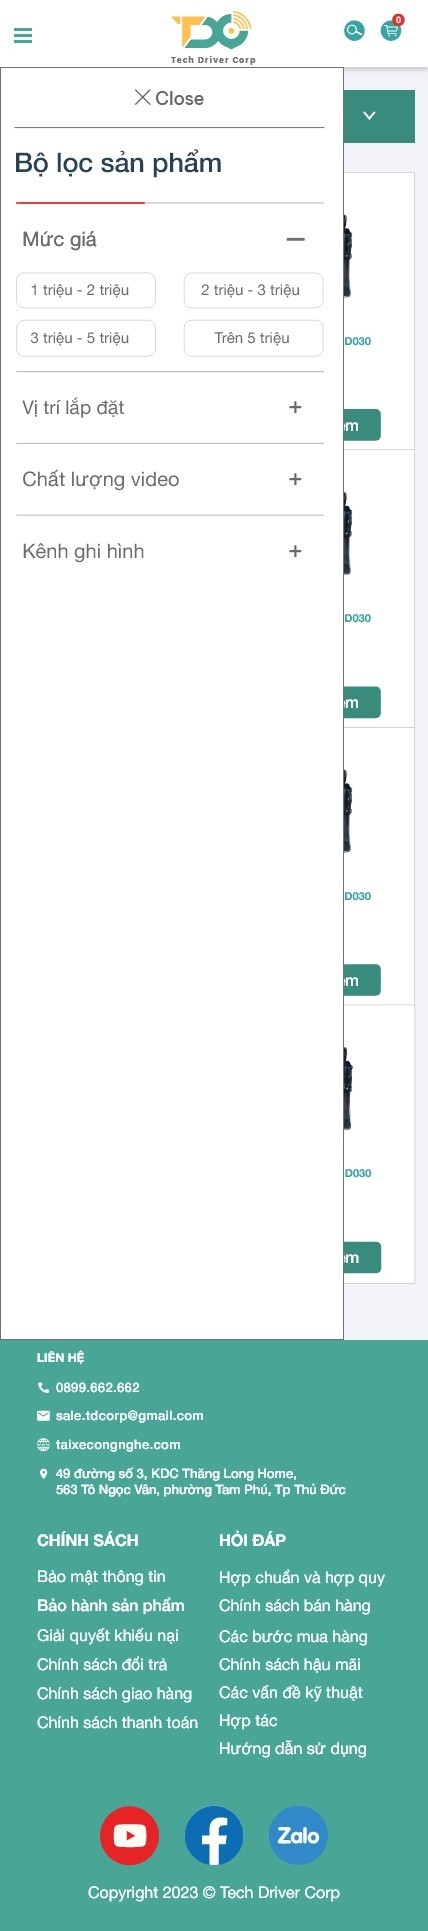 0
Tech Driver Corp
Close
Bộ lọc sản phẩm
Mức giá
1 triệu - 2 triệu
2 triệu - 3 triệu
3 triệu - 5 triệu
Trên 5 triệu
Vị trí lắp đặt
Chất lượng video
Kênh ghi hình
D030
D030
D030
D030
LIÊN HỆ
0899.662.662
sale.tdcorp@gmail.com
taixecongnghe.com
49 đường số 3, KDC Thăng Long Home,
563 Tô Ngọc Vân, phường Tam Phú, Tp Thủ Đức
CHÍNH SÁCH
Bảo mật thông tin
Bảo hành sản phẩm
Giải quyết khiếu nại
Chính sách đổi trả
Chính sách giao hàng
Chính sách thanh toán
HỎI ĐÁP
Hợp chuẩn và hợp quy
Chính sách bán hàng
Các bước mua hàng
Chính sách hậu mãi
Các vấn đề kỹ thuật
Hợp tác
Hướng dẫn sử dụng
Zalo
Copyright 2023 © Tech Driver Corp